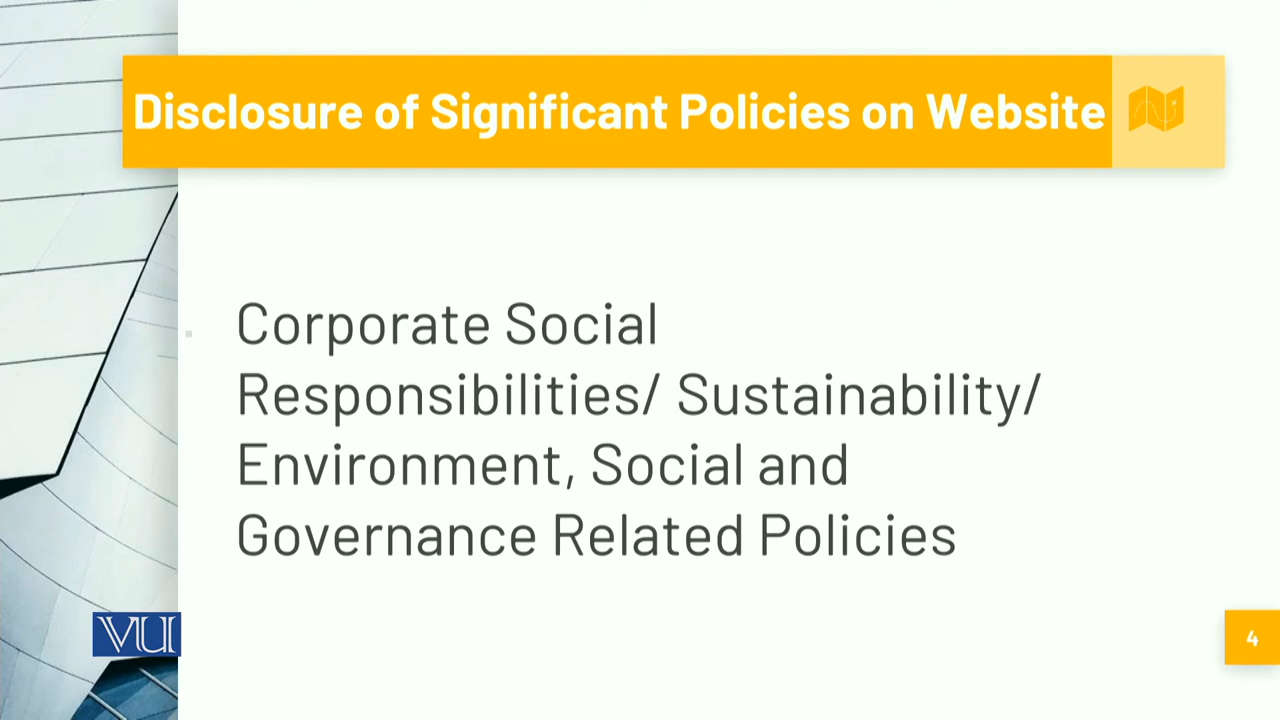 Disclosure of Significant Policies on Website
Corporate Social
Responsibilities/ Sustainability/
Environment, Social and
Governance Related Policies
VU
4